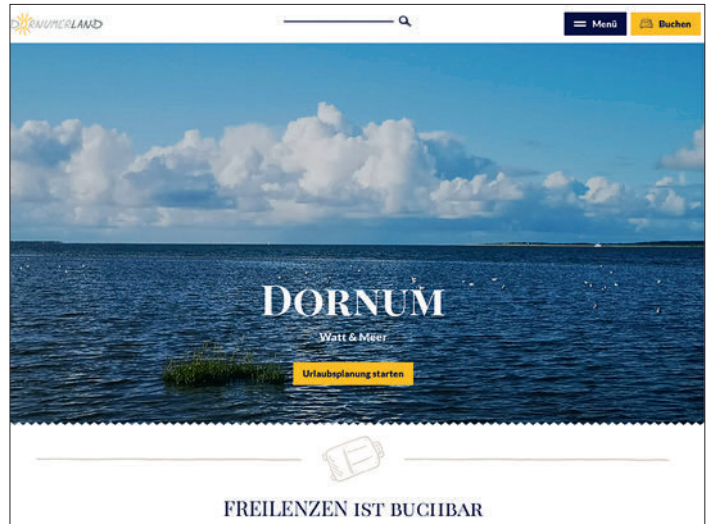 DORNUMERLAND
Menü
Buchen
DORNUM
Watt & Meer
Urlaubsplanung starten
FREILENZEN IST BUCHBAR